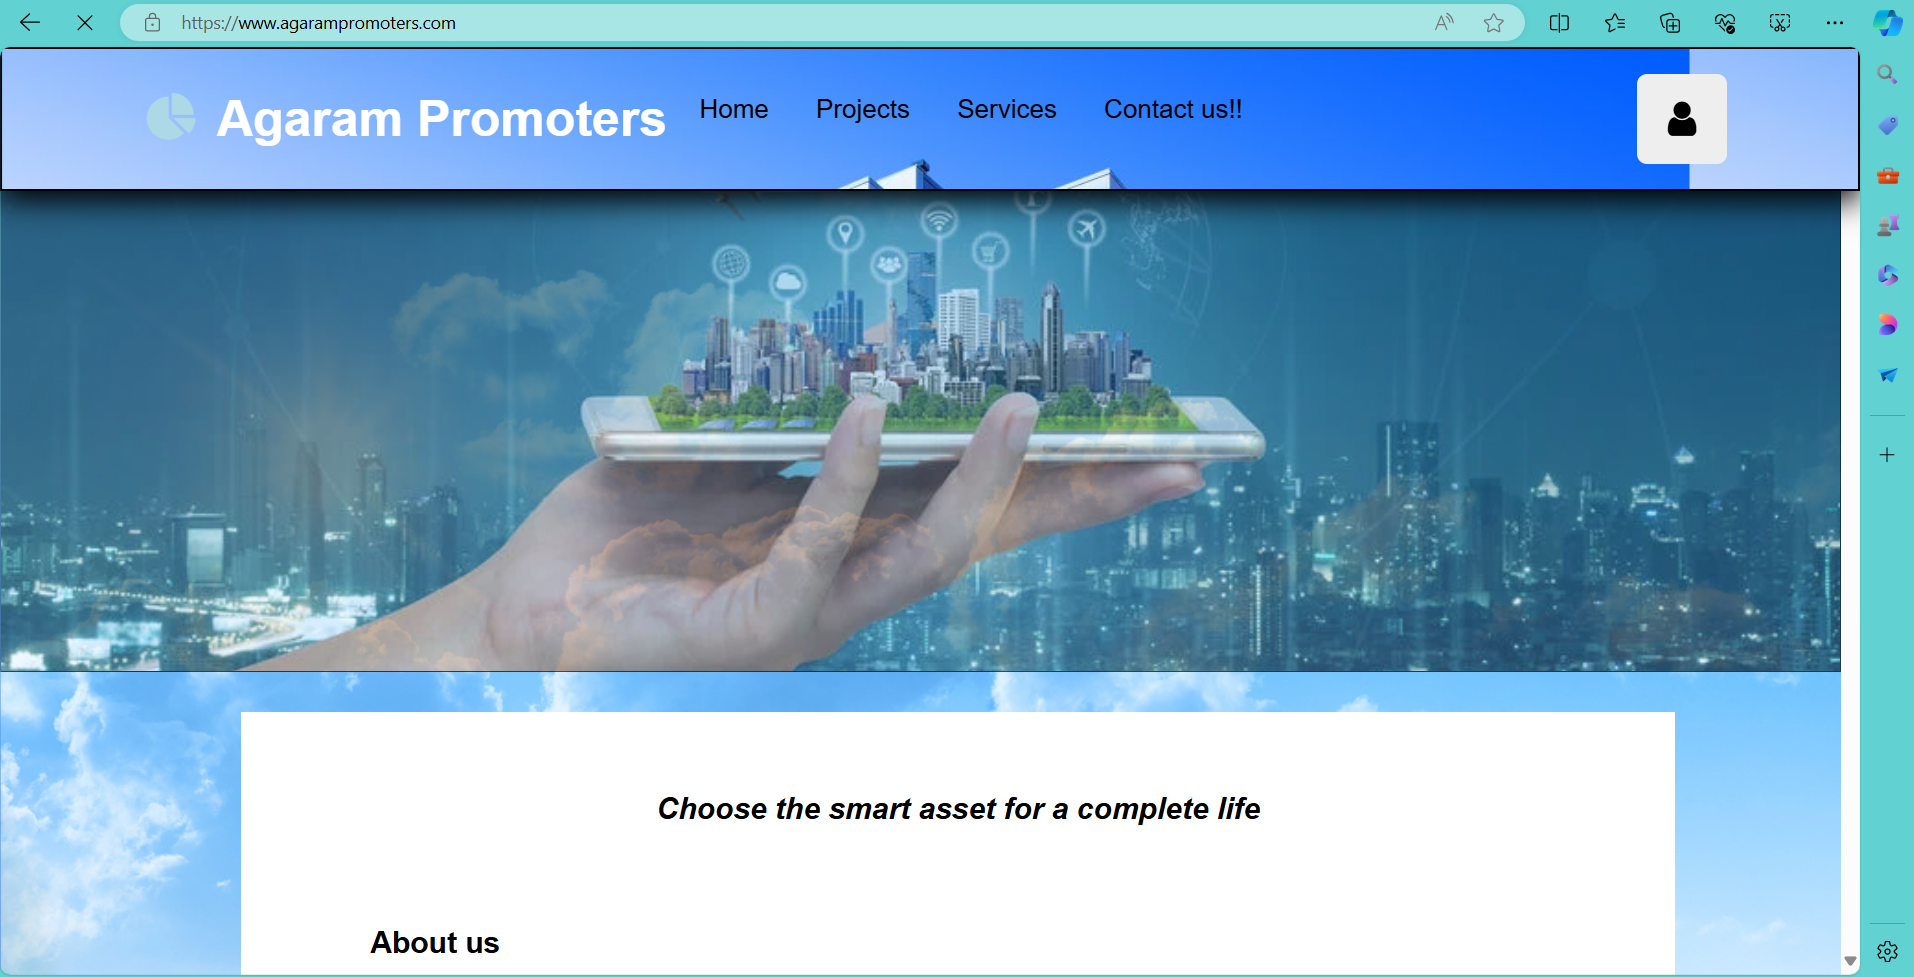 https://www.agarampromoters.com
Agaram Promoters
Home Projects Services Contact us!!
Choose the smart asset for a complete life
About us